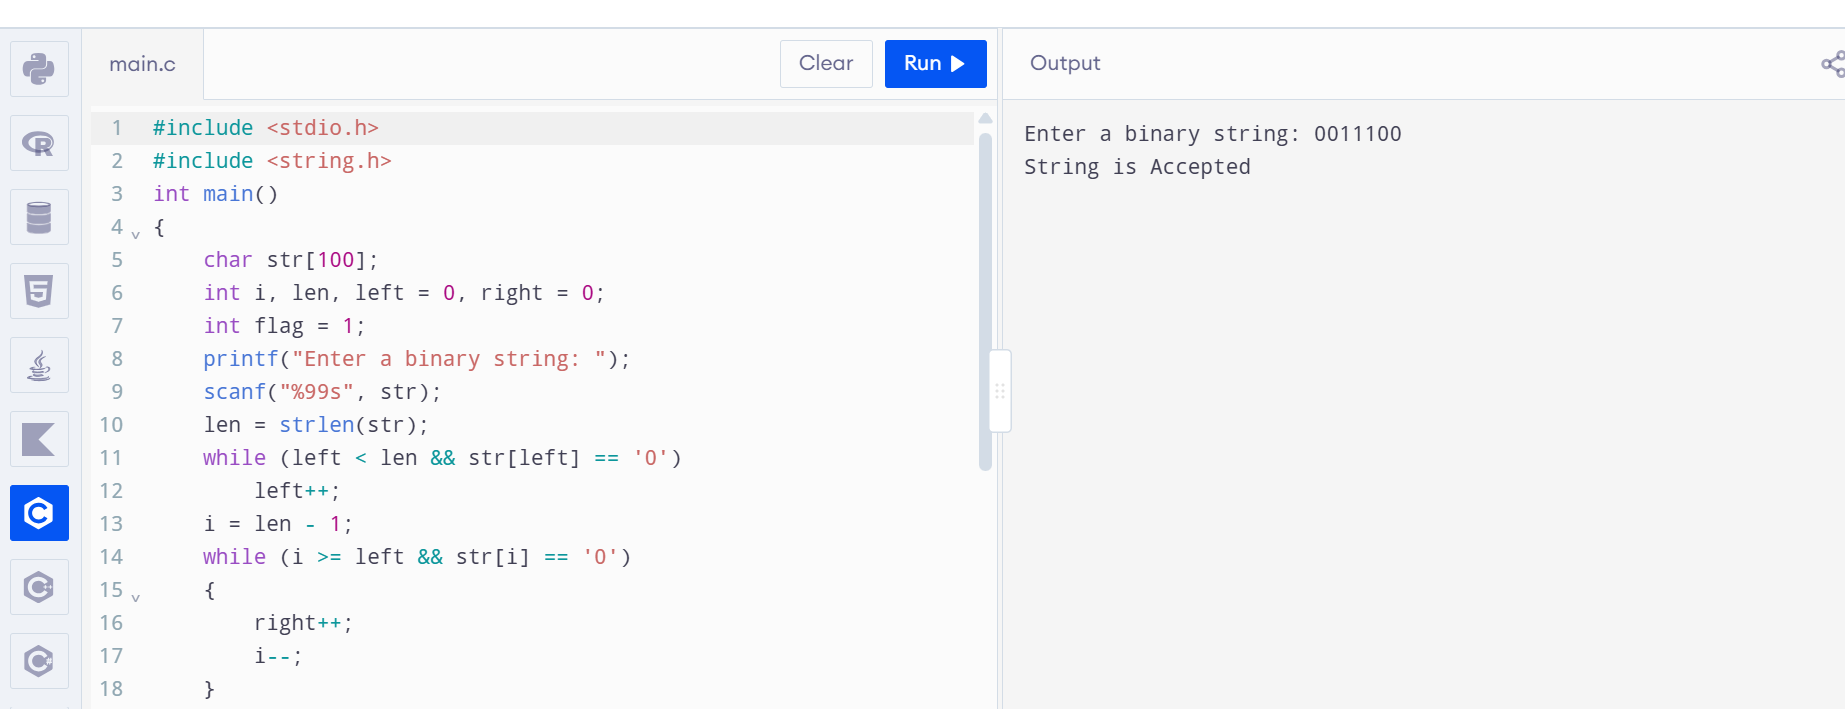 main.c
Clear
Run
Output
1 #include <stdio.h>
2 #include <string.h>
3 int main()
4 {
5     char str[100];
6     int i, len, left = 0, right = 0;
7     int flag = 1;
8     printf("Enter a binary string: ");
9     scanf("%99s", str);
10     len = strlen(str);
11     while (left < len && str[left] == '0')
12         left++;
13     i = len - 1;
14     while (i >= left && str[i] == '0')
15     {
16         right++;
17         i--;
18     }
Enter a binary string: 0011100
String is Accepted